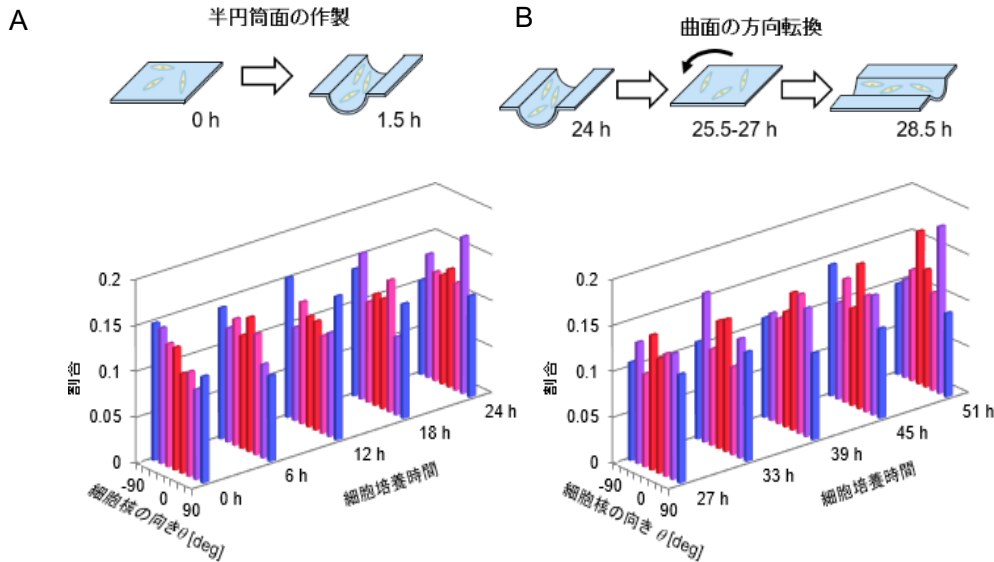 A
半円筒面の作製
0 h
1.5 h
0.2
0.15
0.1
0.05
0
割合
-90
0
90
細胞核の向きθ[deg]
0 h
6 h
12 h
18 h
24 h
細胞培養時間
B
曲面の方向転換
24 h
25.5-27 h
28.5 h
0.2
0.15
0.1
0.05
0
割合
-90
0
90
細胞核の向き θ [deg]
27 h
33 h
39 h
45 h
51 h
細胞培養時間